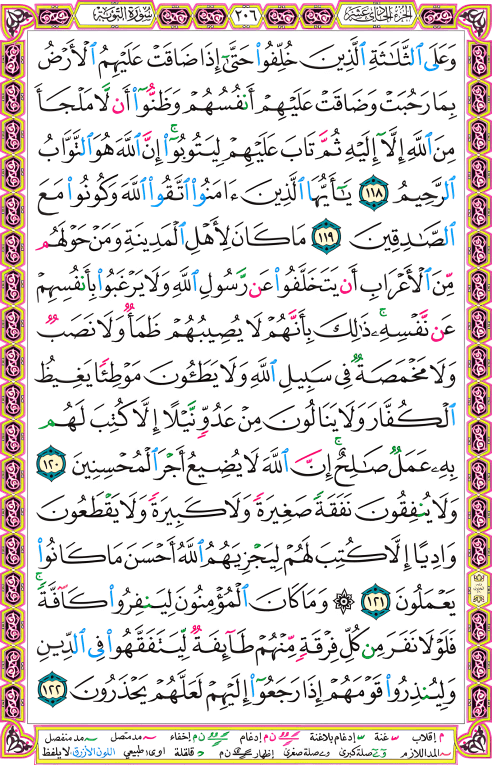 الجزء الحادي عشر ٢٠٦ سورة التوبة
وَعَلَى ٱلثَّلَـٰثَةِ ٱلَّذِينَ خُلِّفُوا۟ حَتَّىٰٓ إِذَا ضَاقَتْ عَلَيْهِمُ ٱلْأَرْضُ
بِمَا رَحُبَتْ وَضَاقَتْ عَلَيْهِمْ أَنفُسُهُمْ وَظَنُّوٓا۟ أَن لَّا مَلْجَأَ
مِنَ ٱللَّهِ إِلَّآ إِلَيْهِ ثُمَّ تَابَ عَلَيْهِمْ لِيَتُوبُوٓا۟ ۚ إِنَّ ٱللَّهَ هُوَ ٱلتَّوَّابُ
ٱلرَّحِيمُ ١١٨ يَـٰٓأَيُّهَا ٱلَّذِينَ ءَامَنُوا۟ ٱتَّقُوا۟ ٱللَّهَ وَكُونُوا۟ مَعَ
ٱلصَّـٰدِقِينَ ١١٩ مَا كَانَ لِأَهْلِ ٱلْمَدِينَةِ وَمَنْ حَوْلَهُم
مِّنَ ٱلْأَعْرَابِ أَن يَتَخَلَّفُوا۟ عَن رَّسُولِ ٱللَّهِ وَلَا يَرْغَبُوا۟ بِأَنفُسِهِمْ
عَن نَّفْسِهِۦ ۚ ذَٰلِكَ بِأَنَّهُمْ لَا يُصِيبُهُمْ ظَمَأٌ وَلَا نَصَبٌ
وَلَا مَخْمَصَةٌ فِى سَبِيلِ ٱللَّهِ وَلَا يَطَـُٔونَ مَوْطِئًا يَغِيظُ
ٱلْكُفَّارَ وَلَا يَنَالُونَ مِنْ عَدُوٍّ نَّيْلًا إِلَّا كُتِبَ لَهُم
بِهِۦ عَمَلٌ صَـٰلِحٌ ۚ إِنَّ ٱللَّهَ لَا يُضِيعُ أَجْرَ ٱلْمُحْسِنِينَ ١٢٠
وَلَا يُنفِقُونَ نَفَقَةً صَغِيرَةً وَلَا كَبِيرَةً وَلَا يَقْطَعُونَ
وَادِيًا إِلَّا كُتِبَ لَهُمْ لِيَجْزِيَهُمُ ٱللَّهُ أَحْسَنَ مَا كَانُوا۟
يَعْمَلُونَ ١٢١ ۞ وَمَا كَانَ ٱلْمُؤْمِنُونَ لِيَنفِرُوا۟ كَآفَّةً ۚ
فَلَوْلَا نَفَرَ مِن كُلِّ فِرْقَةٍ مِّنْهُمْ طَآئِفَةٌ لِّيَتَفَقَّهُوا۟ فِى ٱلدِّينِ
وَلِيُنذِرُوا۟ قَوْمَهُمْ إِذَا رَجَعُوٓا۟ إِلَيْهِمْ لَعَلَّهُمْ يَحْذَرُونَ ١٢٢
م إقلاب غنة إدغام بلاغنة ن م إدغام ن م إخفاء مد متصل مد منفصل
المد اللازم صلة كبرى صلة صغرى إظهار ن م قلقلة اوي: طبيعي اللون الأزرق: لا يلفظ